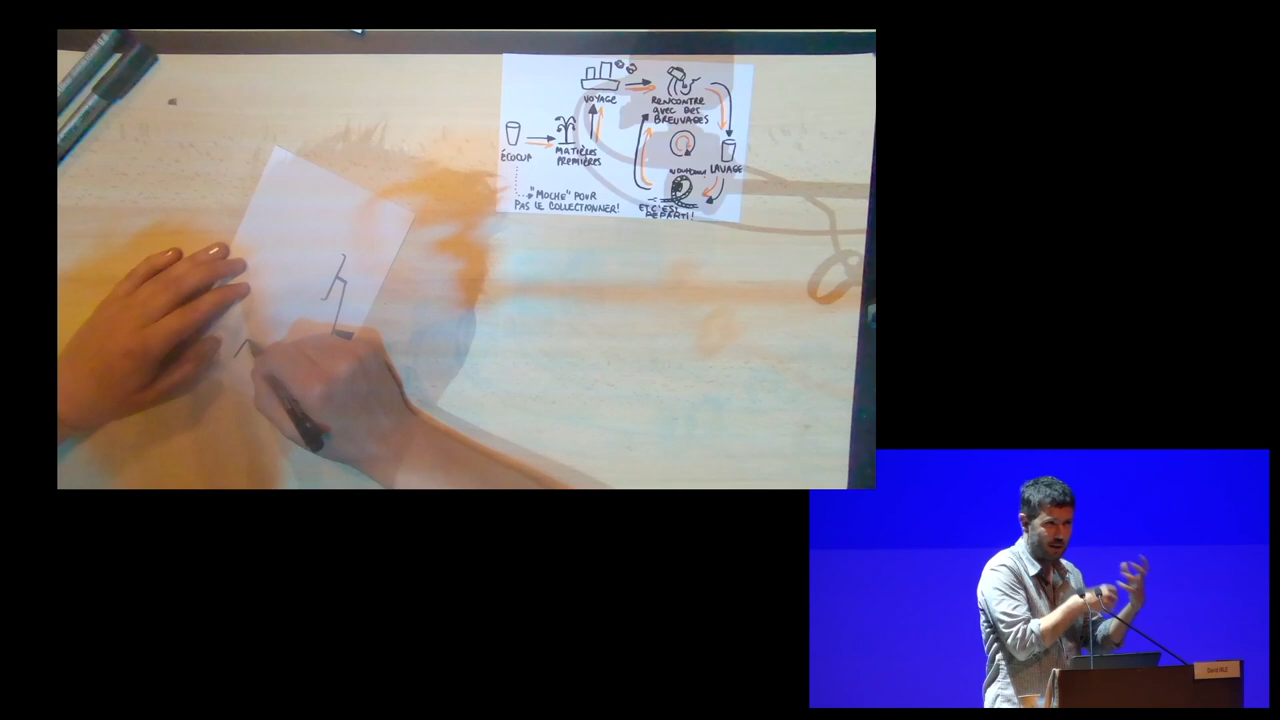 VOYAGE
RENCONTRE
AVEC DES
BREUVAGES
ÉCOCUP
MATIÈRES
PREMIÈRES
LAVAGE
"MOCHE" POUR
PAS LE COLLECTIONNER!
ET C'EST
REPARTI!